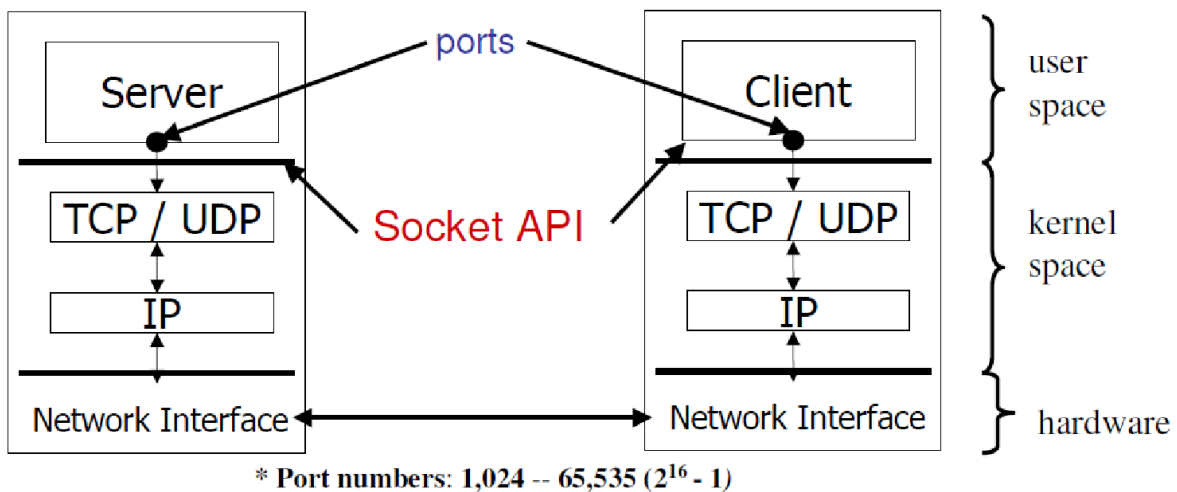 ports
Server
Client
user
space
TCP / UDP
Socket API
TCP / UDP
kernel
space
IP
IP
Network Interface
Network Interface
hardware
* Port numbers: 1,024 -- 65,535 (2^16 - 1)